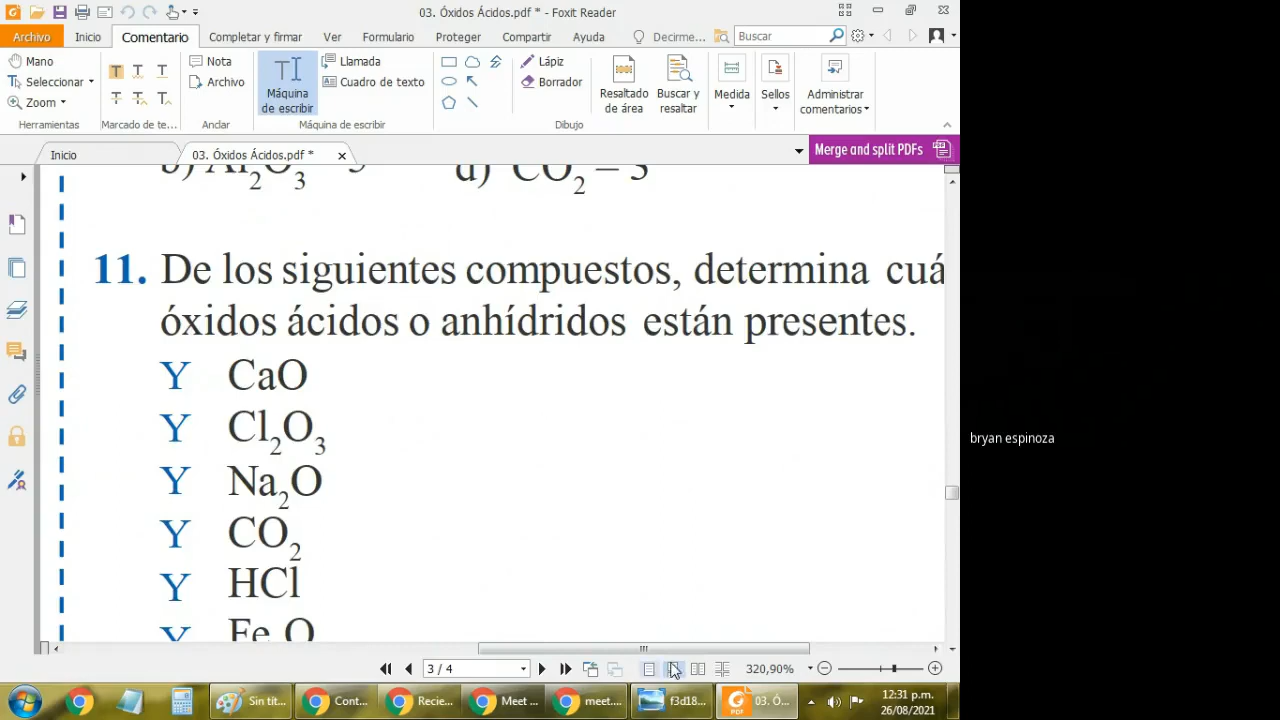 03. Óxidos Ácidos.pdf * - Foxit Reader
Archivo Inicio Comentario Completar y firmar Ver Formulario Proteger Compartir Ayuda Decirme... Buscar
Mano
Seleccionar
Zoom
Herramientas
Marcado de te...
Nota
Archivo
Anclar
Máquina
de escribir
Llamada
Cuadro de texto
Máquina de escribir
Lápiz
Borrador
Dibujo
Resaltado
de área
Buscar y
resaltar
Medida
Sellos
Administrar
comentarios
Inicio
03. Óxidos Ácidos.pdf *
Merge and split PDFs
d) CO2 – 3
11. De los siguientes compuestos, determina cuá
óxidos ácidos o anhídridos están presentes.
Y CaO
Y Cl2O3
Y Na2O
Y CO2
Y HCl
Y
bryan espinoza
3 / 4
320,90%
Sin tít...
Cont...
Recie...
Meet ...
meet....
f3d18...
03. Ó...
12:31 p.m.
26/08/2021